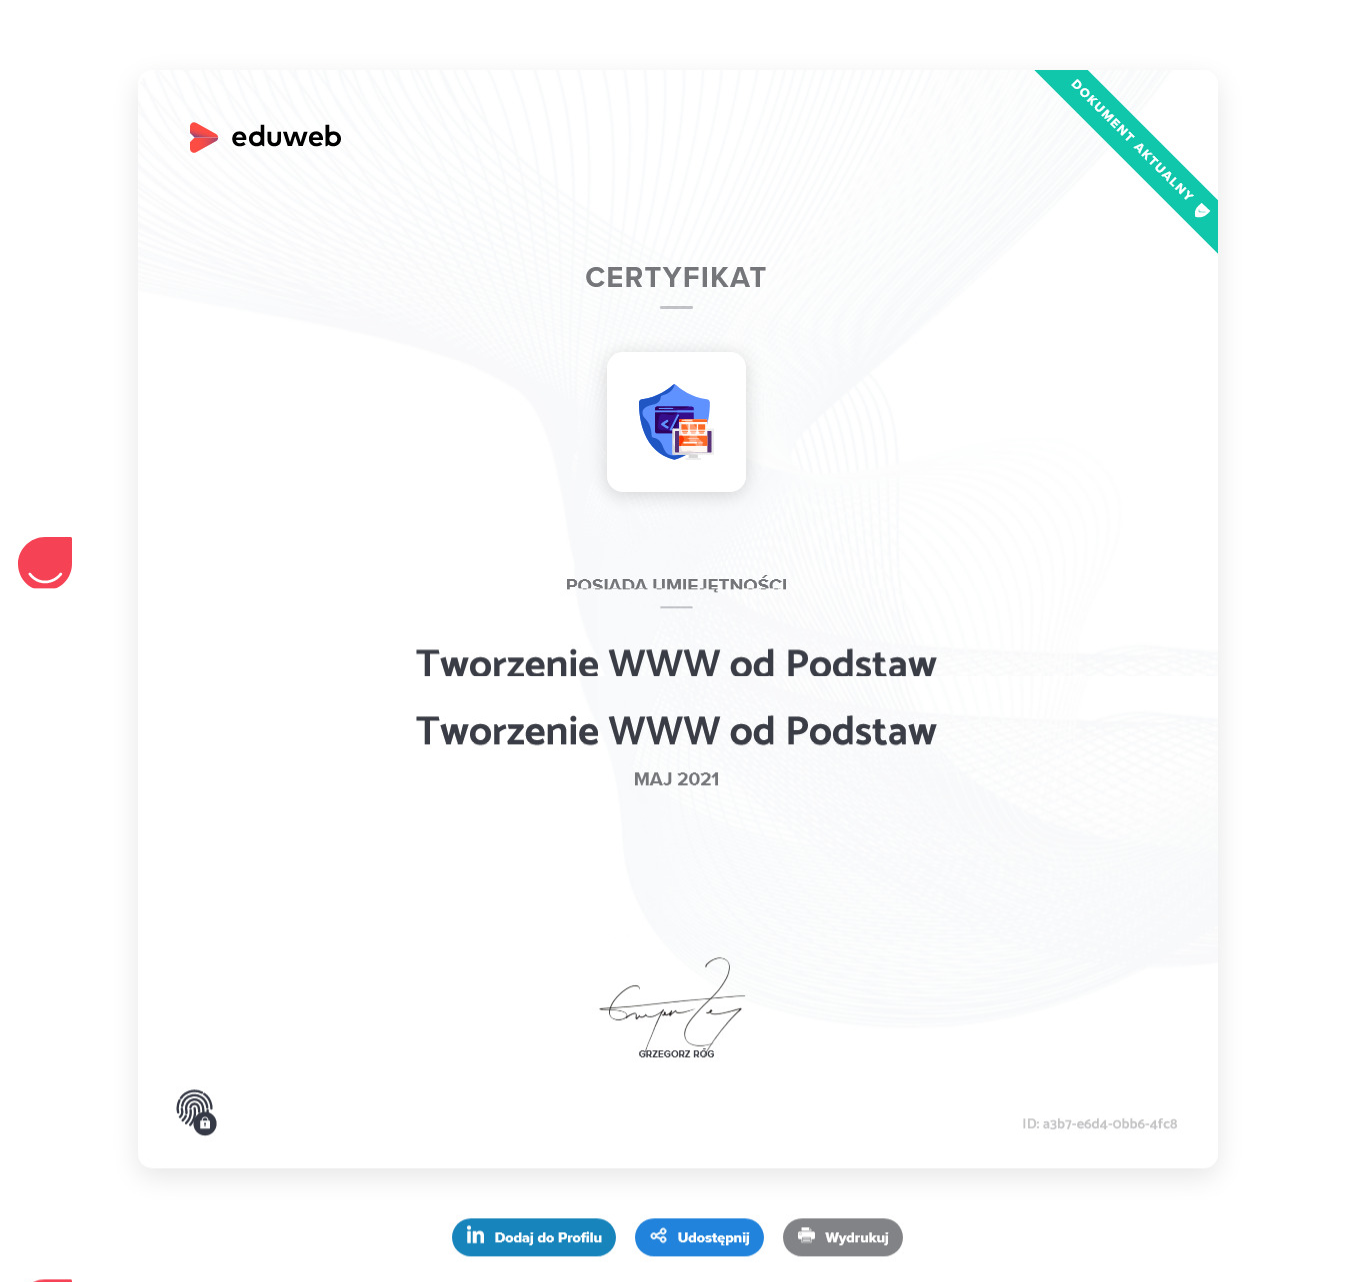 eduweb
DOKUMENT AKTUALNY
CERTYFIKAT
</>
POSIADA UMIEJĘTNOŚCI
Tworzenie WWW od Podstaw
Tworzenie WWW od Podstaw
MAJ 2021
GRZEGORZ RÓG
ID: a3b7-e6d4-0bb6-4fc8
in Dodaj do Profilu
Udostępnij
Wydrukuj